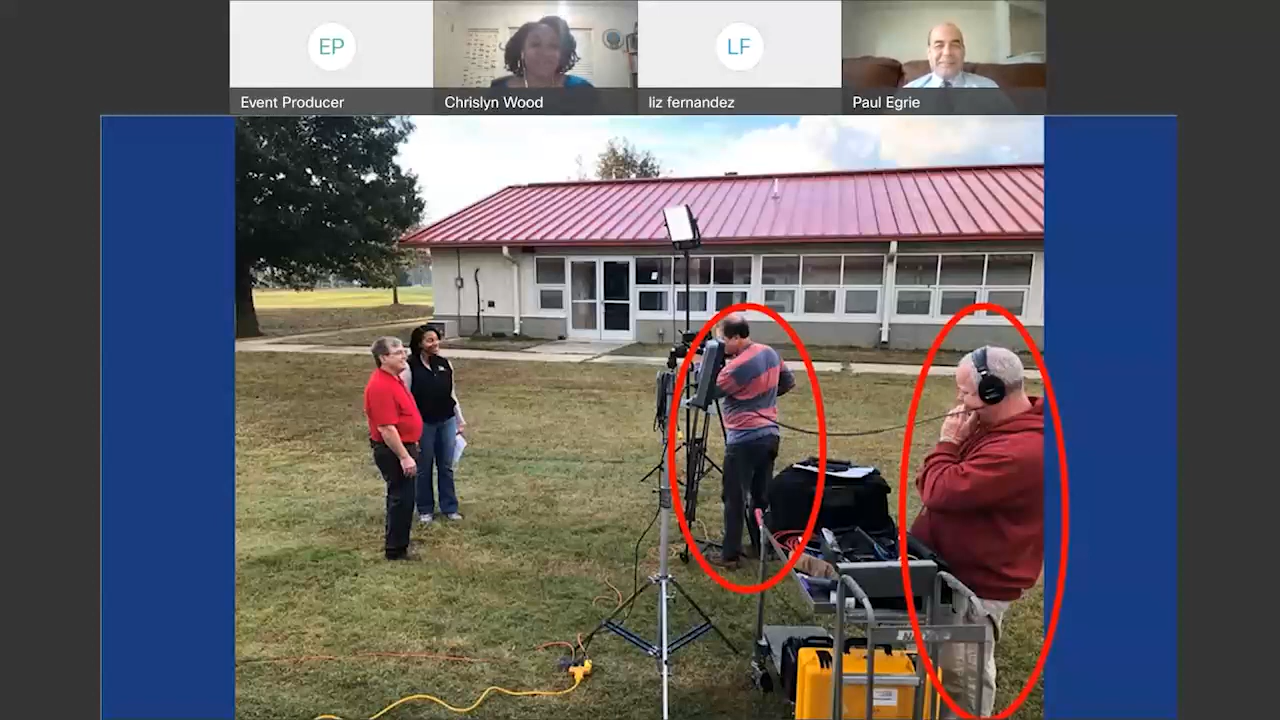 EP
LF
Event Producer
Chrislyn Wood
liz fernandez
Paul Egrie